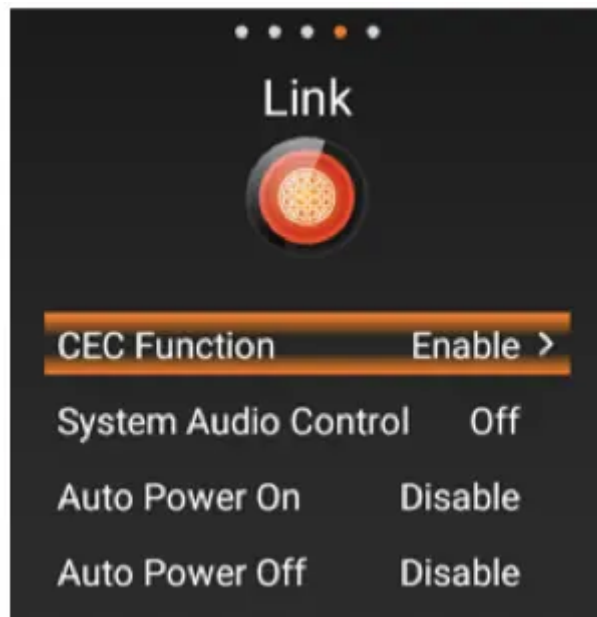 Link
CEC Function Enable >
System Audio Control Off
Auto Power On Disable
Auto Power Off Disable